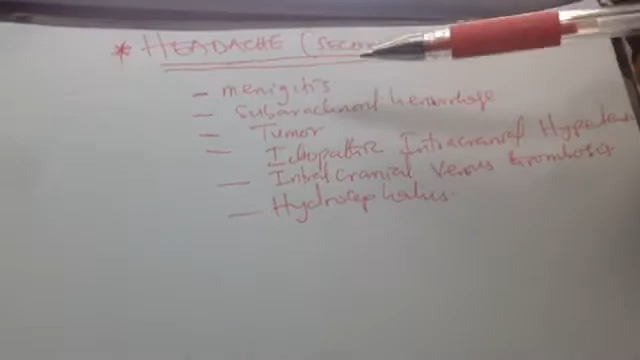 * HEADACHE (
- menigitis
- Subarachnoid hemorrhage
- Tumor
- Idiopathic Intracranial
- Intracranial Venous thrombosis.
- Hydrocephalus.